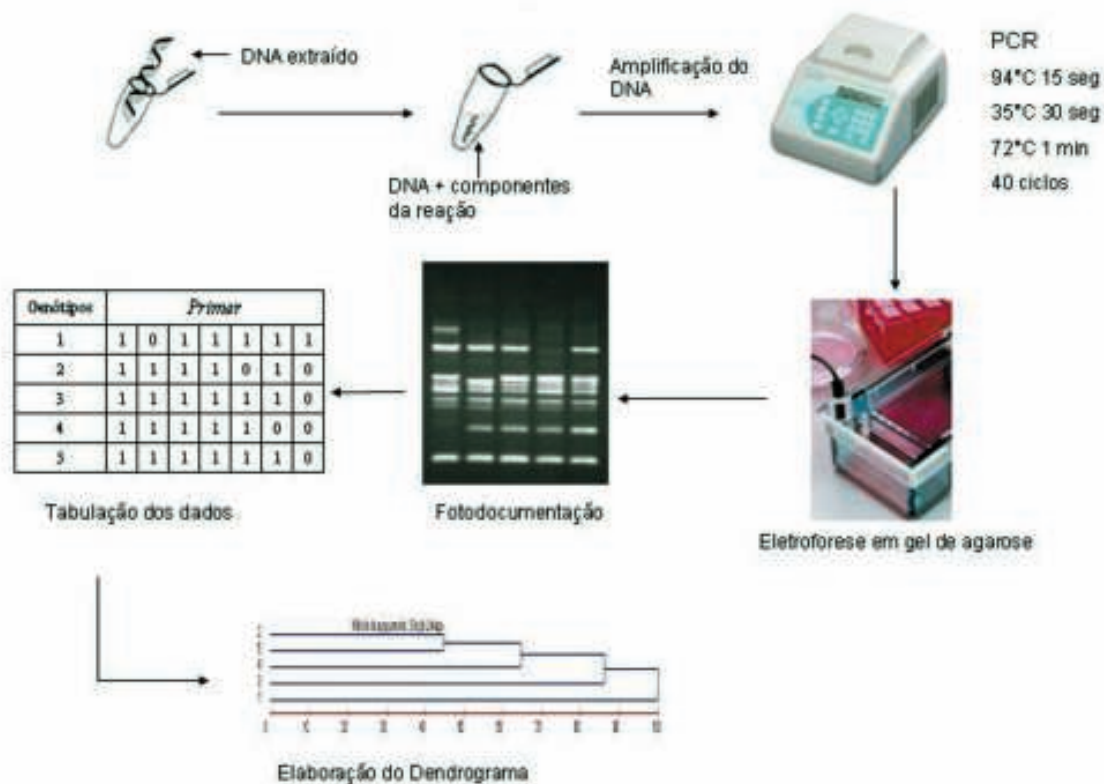 DNA extraído
Amplificação do
DNA
DNA + componentes
da reação
PCR
94°C 15 seg
35°C 30 seg
72°C 1 min
40 ciclos
Genótipos Primer
1 1 0 1 1 1 1 1
2 1 1 1 1 0 1 0
3 1 1 1 1 1 1 0
4 1 1 1 1 1 0 0
5 1 1 1 1 1 1 0
Tabulação dos dados
Fotodocumentação
Eletroforese em gel de agarose
Elaboração do Dendrograma